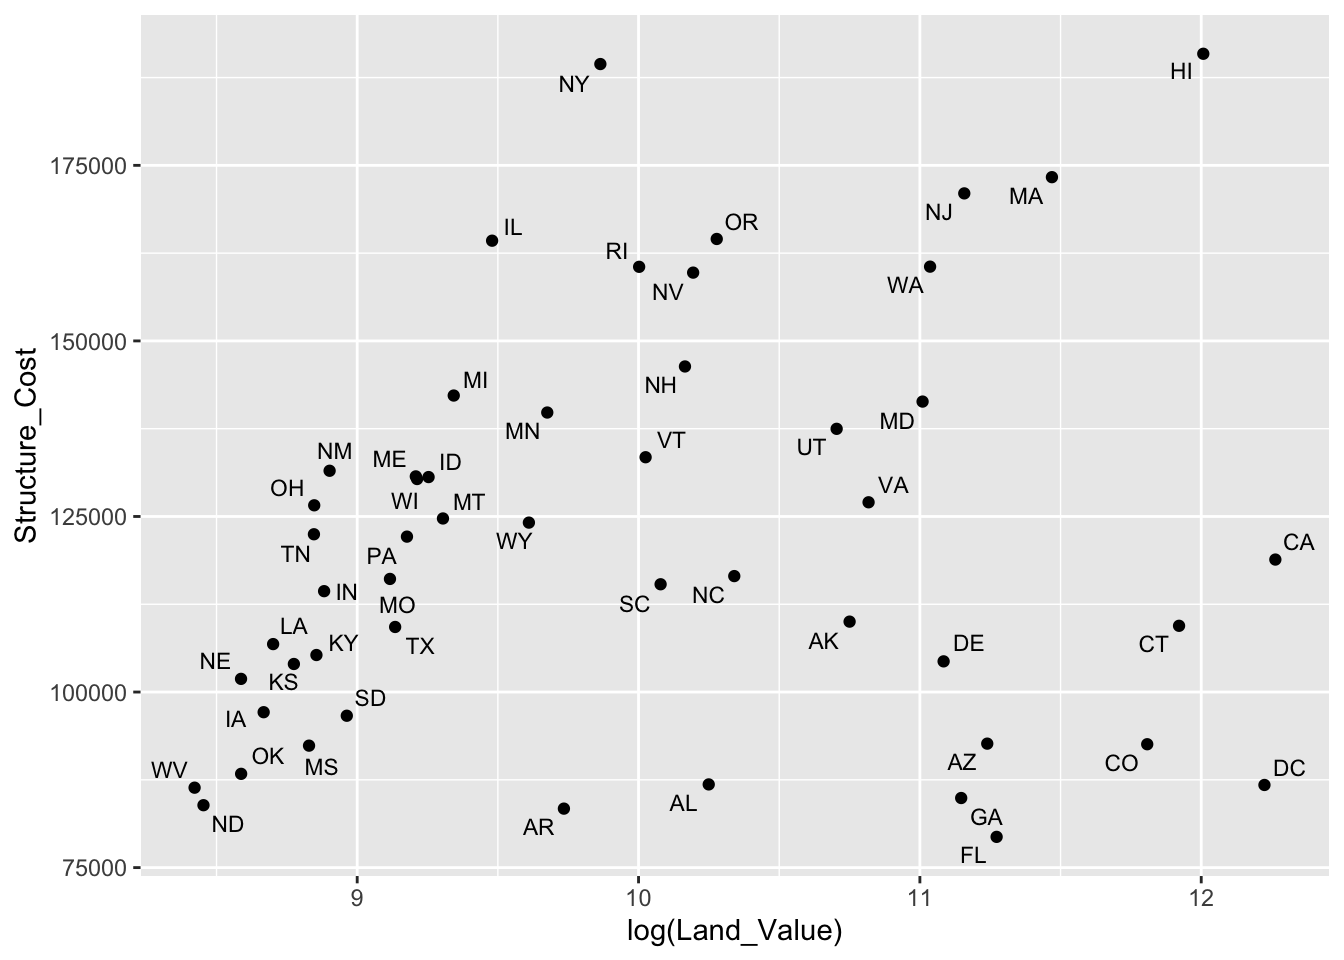 HI
NY
175000
MA
NJ
OR
IL
RI
WA
NV
150000
MI
NH
MD
MN
VT
UT
NM
ME
ID
OH
VA
WI
MT
125000
WY
CA
TN
PA
IN
NC
SC
MO
LA
KY
TX
AK
DE
CT
NE
KS
100000
SD
IA
OK
AZ
CO
MS
DC
WV
AL
GA
ND
AR
FL
75000
9
10
11
12
log(Land_Value)
Structure_Cost